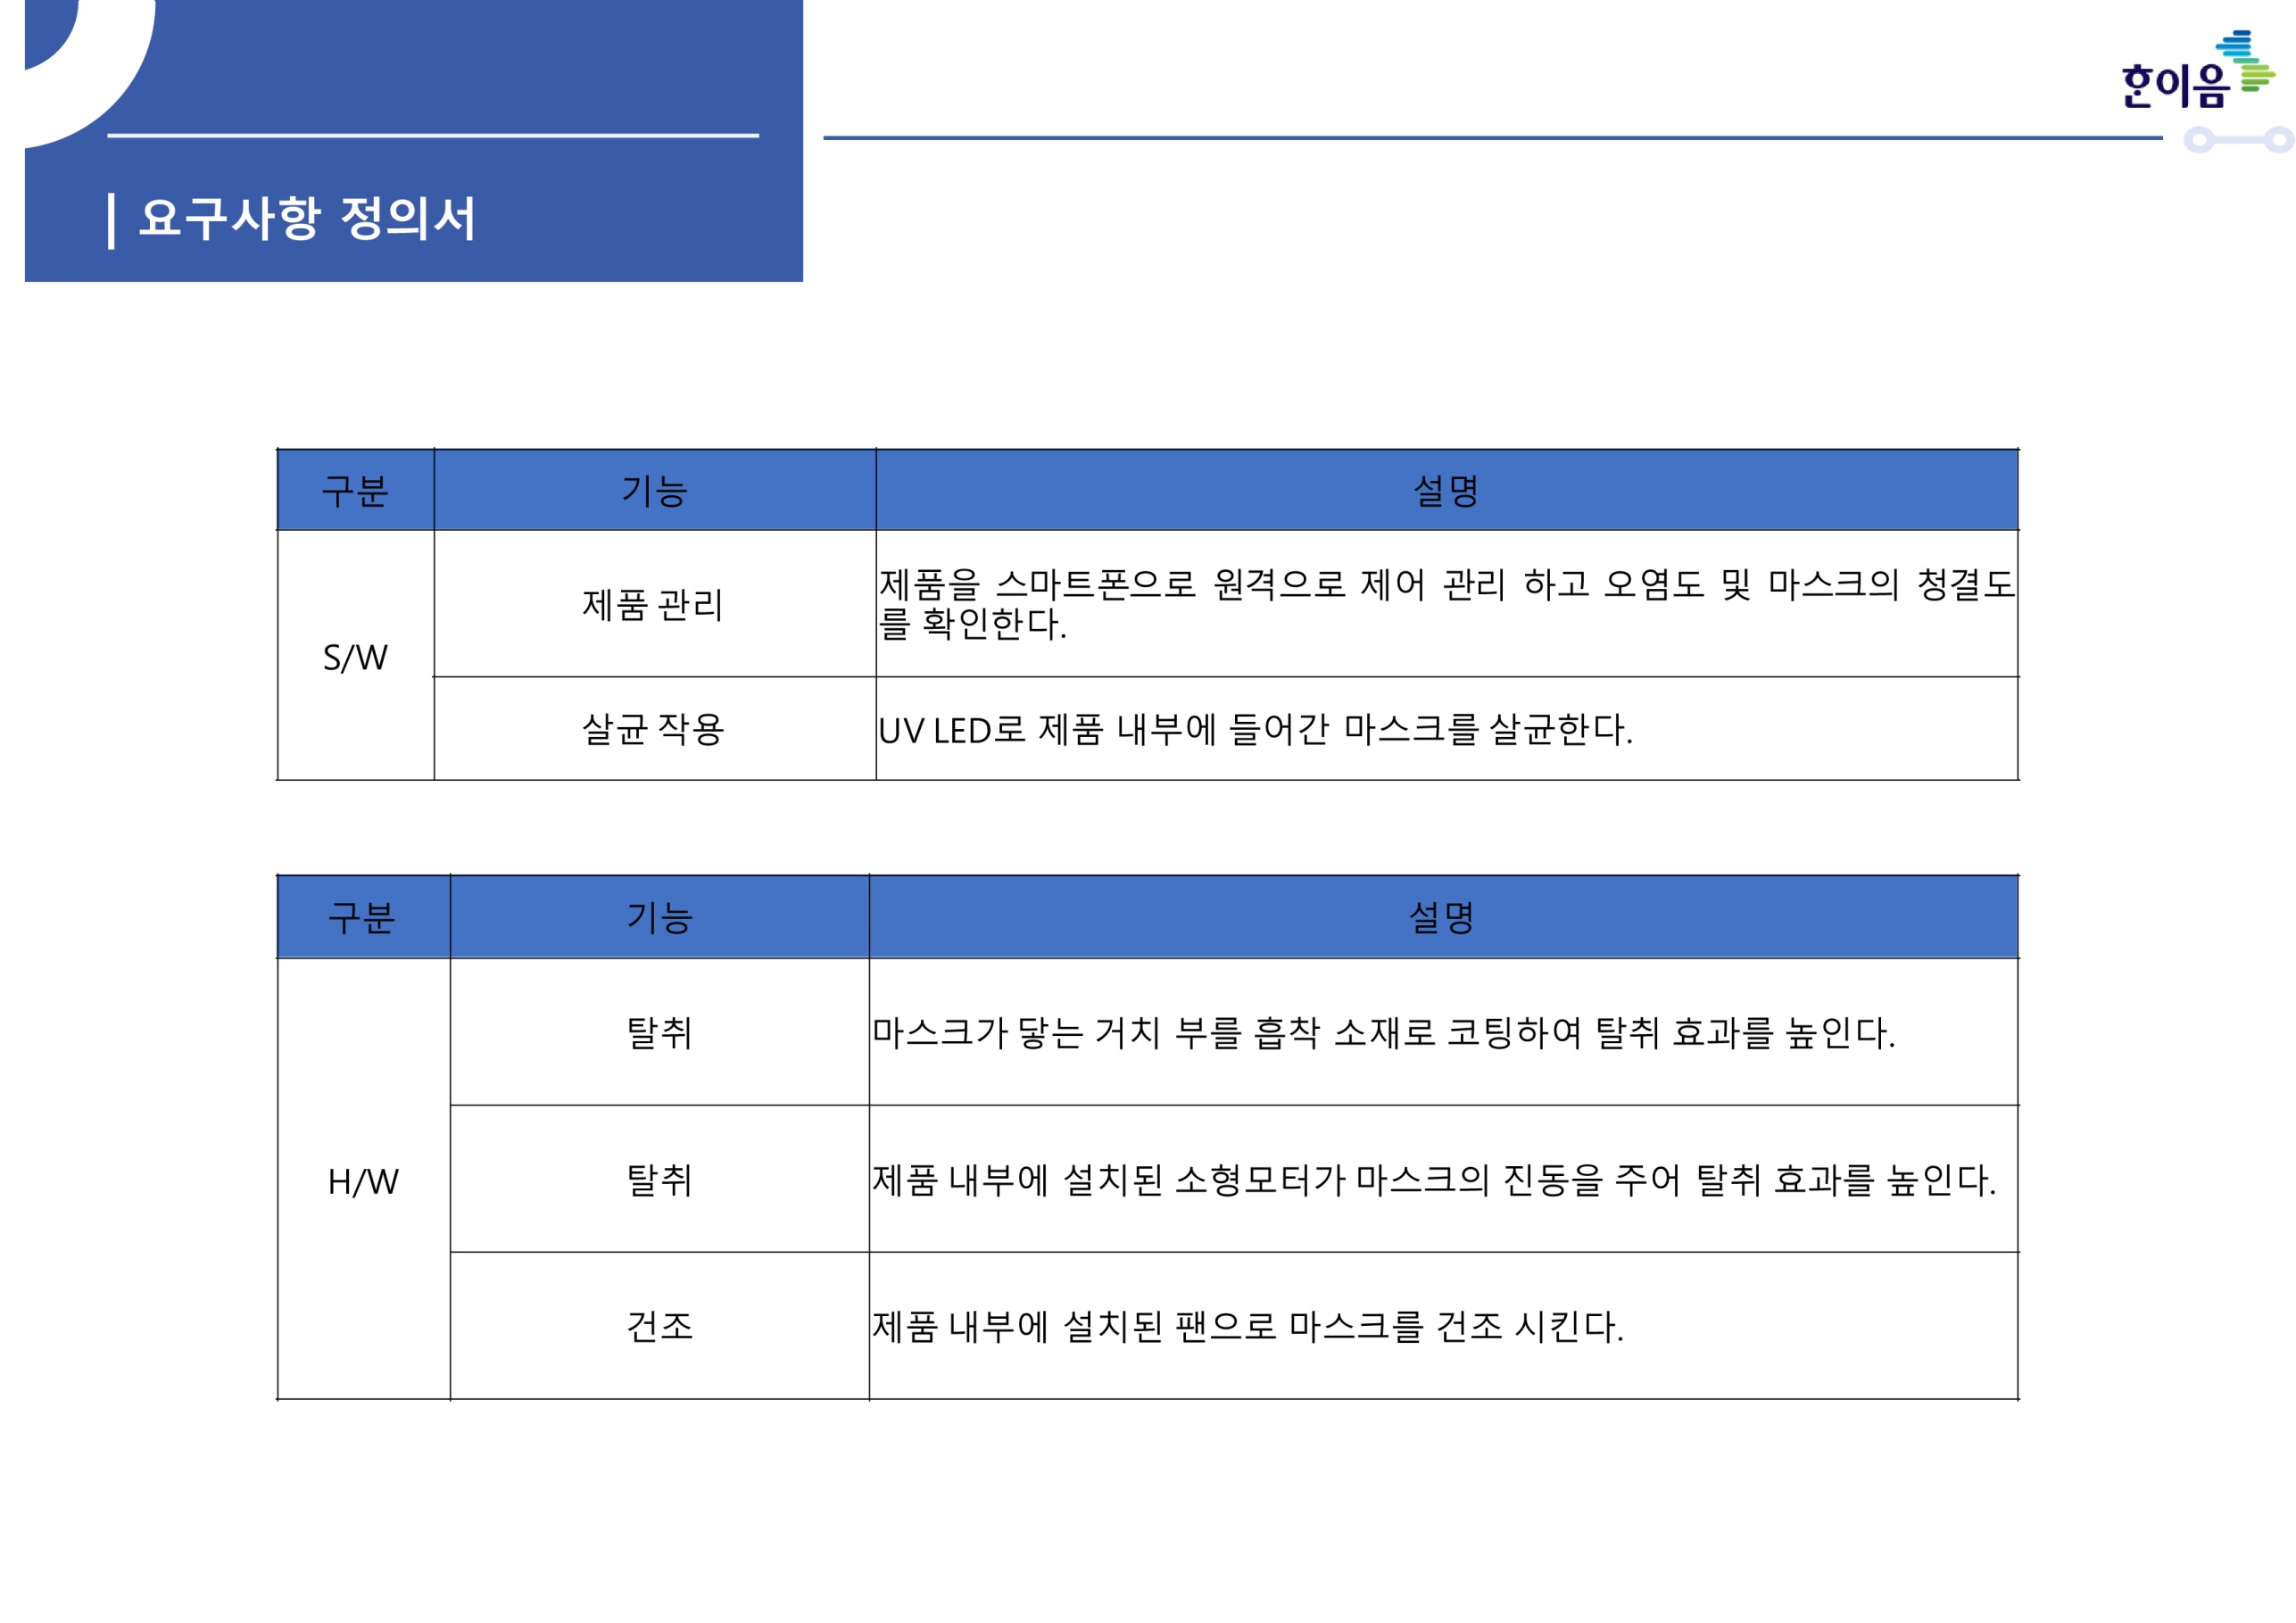 한이음
| 요구사항 정의서
구분 기능 설명
S/W
제품 관리
제품을 스마트폰으로 원격으로 제어 관리 하고 오염도 및 마스크의 청결도
를 확인한다.
살균 작용
UV LED로 제품 내부에 들어간 마스크를 살균한다.
구분 기능 설명
H/W
탈취
마스크가 닿는 거치 부를 흡착 소재로 코팅하여 탈취 효과를 높인다.
탈취
제품 내부에 설치된 소형모터가 마스크의 진동을 주어 탈취 효과를 높인다.
건조
제품 내부에 설치된 팬으로 마스크를 건조 시킨다.